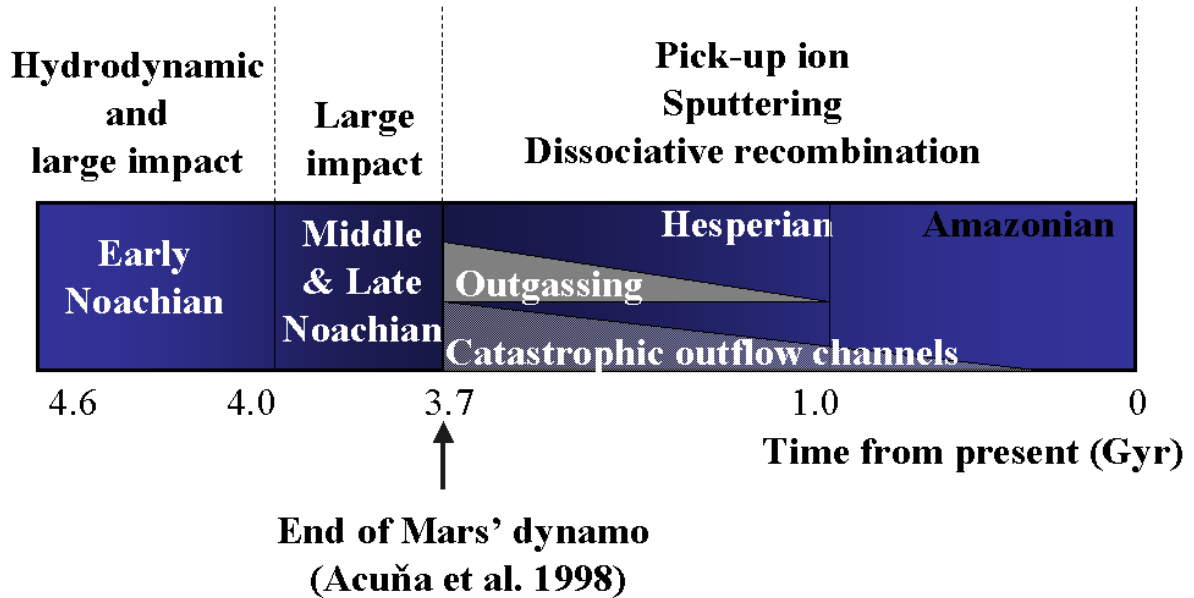 Hydrodynamic
and
large impact
Large
impact
Pick-up ion
Sputtering
Dissociative recombination
Early
Noachian
Middle
& Late
Noachian
Hesperian
Amazonian
Outgassing
Catastrophic outflow channels
4.6
4.0
3.7
1.0
0
Time from present (Gyr)
End of Mars’ dynamo
(Acuňa et al. 1998)